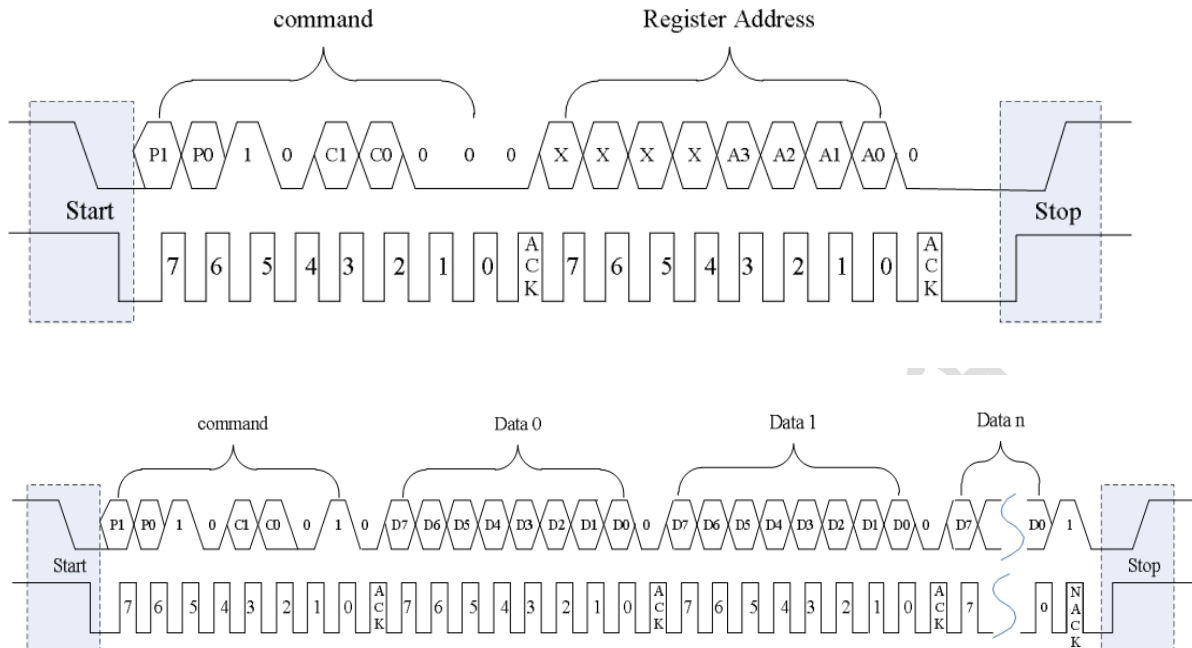 command Register Address
P1 P0 1 0 C1 C0 0 0 0 X X X X A3 A2 A1 A0 0
Start Stop
7 6 5 4 3 2 1 0 ACK 7 6 5 4 3 2 1 0 ACK
command Data 0 Data 1 Data n
P1 P0 1 0 C1 C0 0 1 0 D7 D6 D5 D4 D3 D2 D1 D0 0 D7 D6 D5 D4 D3 D2 D1 D0 0 D7 D0 1
Start Stop
7 6 5 4 3 2 1 0 ACK 7 6 5 4 3 2 1 0 ACK 7 6 5 4 3 2 1 0 ACK 7 0 NACK